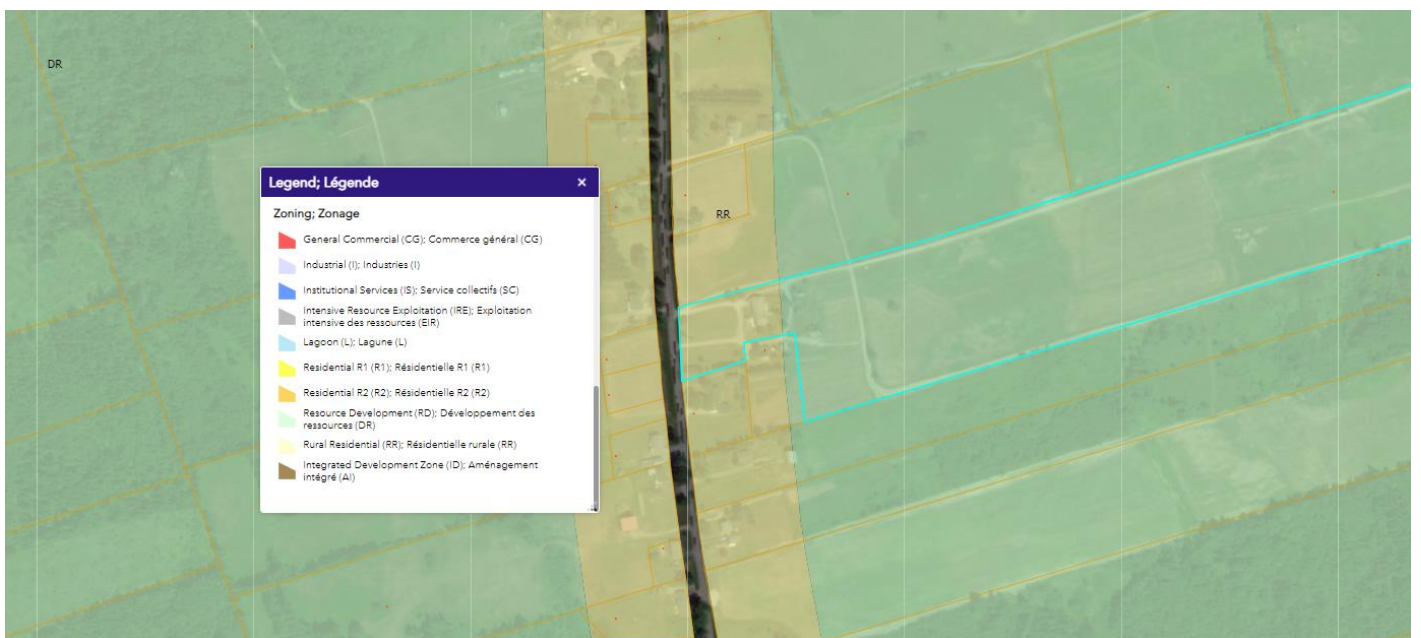 DR
Legend; Légende
×
Zoning; Zonage
General Commercial (CG); Commerce général (CG)
Industrial (I); Industries (I)
Institutional Services (IS); Service collectifs (SC)
Intensive Resource Exploitation (IRE); Exploitation
intensive des ressources (EIR)
Lagoon (L); Lagune (L)
Residential R1 (R1); Résidentielle R1 (R1)
Residential R2 (R2); Résidentielle R2 (R2)
Resource Development (RD); Développement des
ressources (DR)
Rural Residential (RR); Résidentielle rurale (RR)
Integrated Development Zone (ID); Aménagement
intégré (AI)
RR